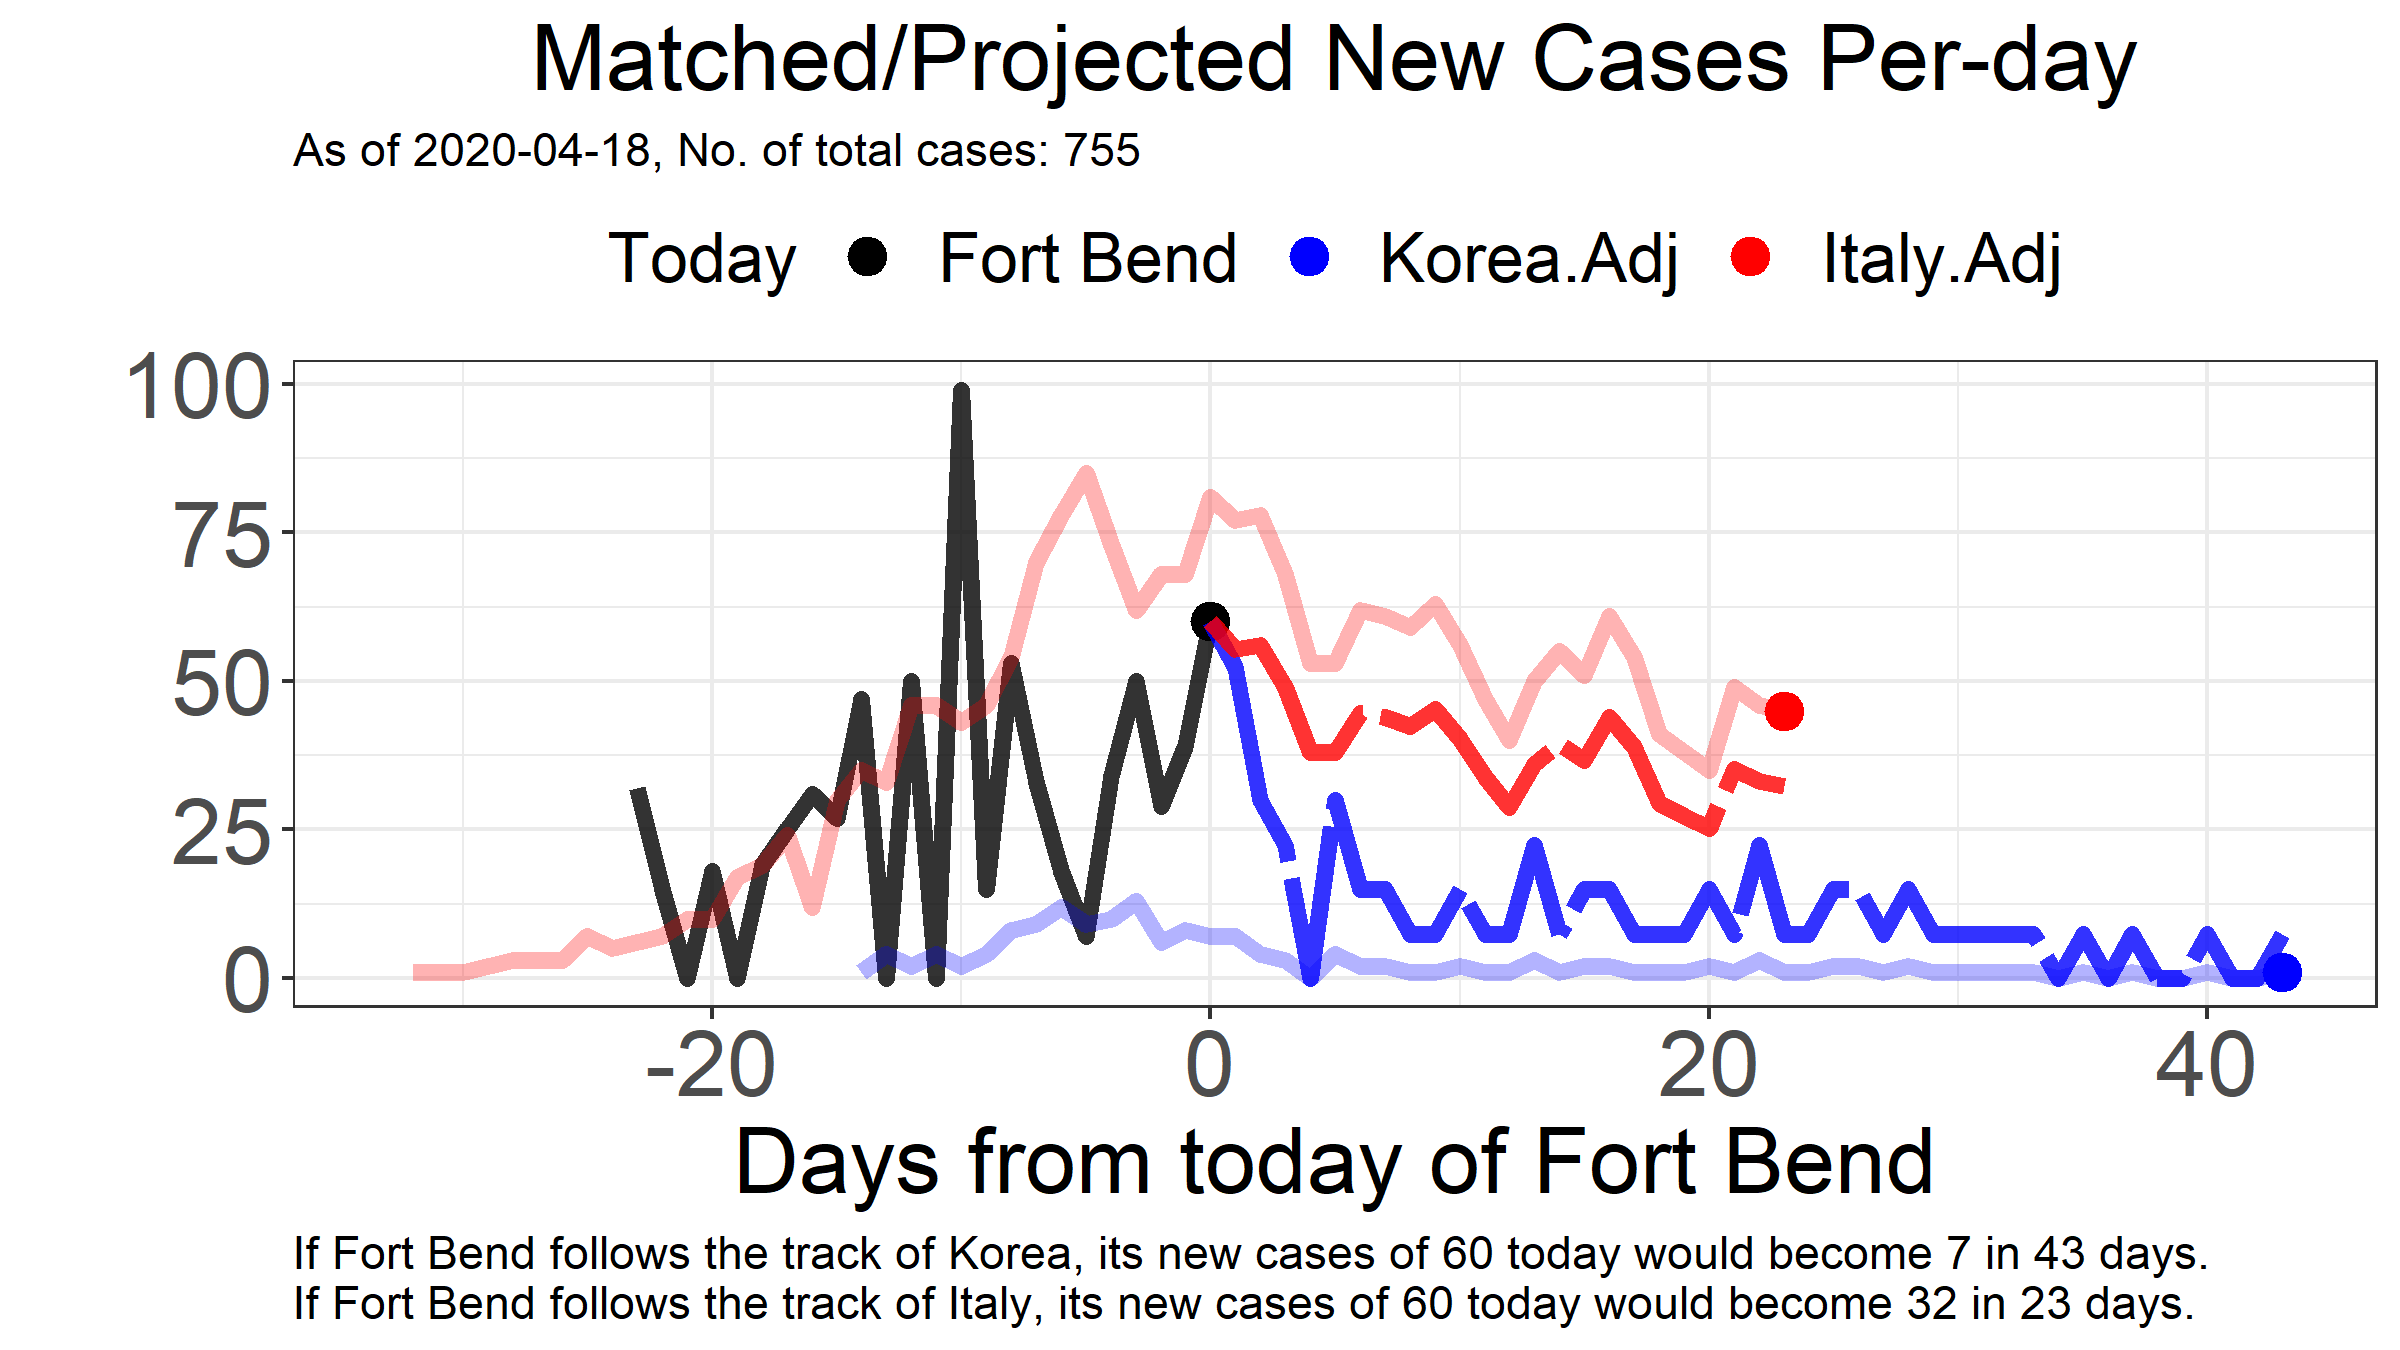 Matched/Projected New Cases Per-day
As of 2020-04-18, No. of total cases: 755
Today Fort Bend Korea.Adj Italy.Adj
100
75
50
25
0
-20 0 20 40
Days from today of Fort Bend
If Fort Bend follows the track of Korea, its new cases of 60 today would become 7 in 43 days.
If Fort Bend follows the track of Italy, its new cases of 60 today would become 32 in 23 days.